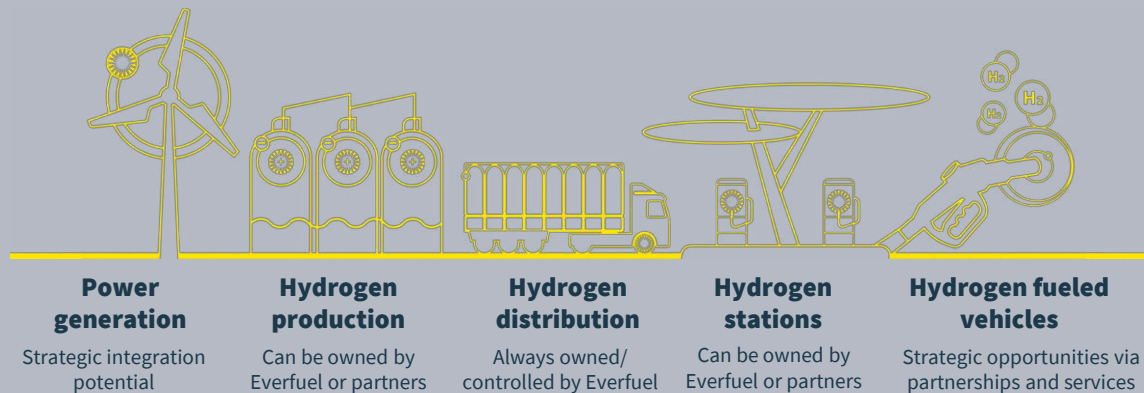 H₂
H₂
H₂
Power
generation
Strategic integration
potential
Hydrogen
production
Can be owned by
Everfuel or partners
Hydrogen
distribution
Always owned/
controlled by Everfuel
Hydrogen
stations
Can be owned by
Everfuel or partners
Hydrogen fueled
vehicles
Strategic opportunities via
partnerships and services